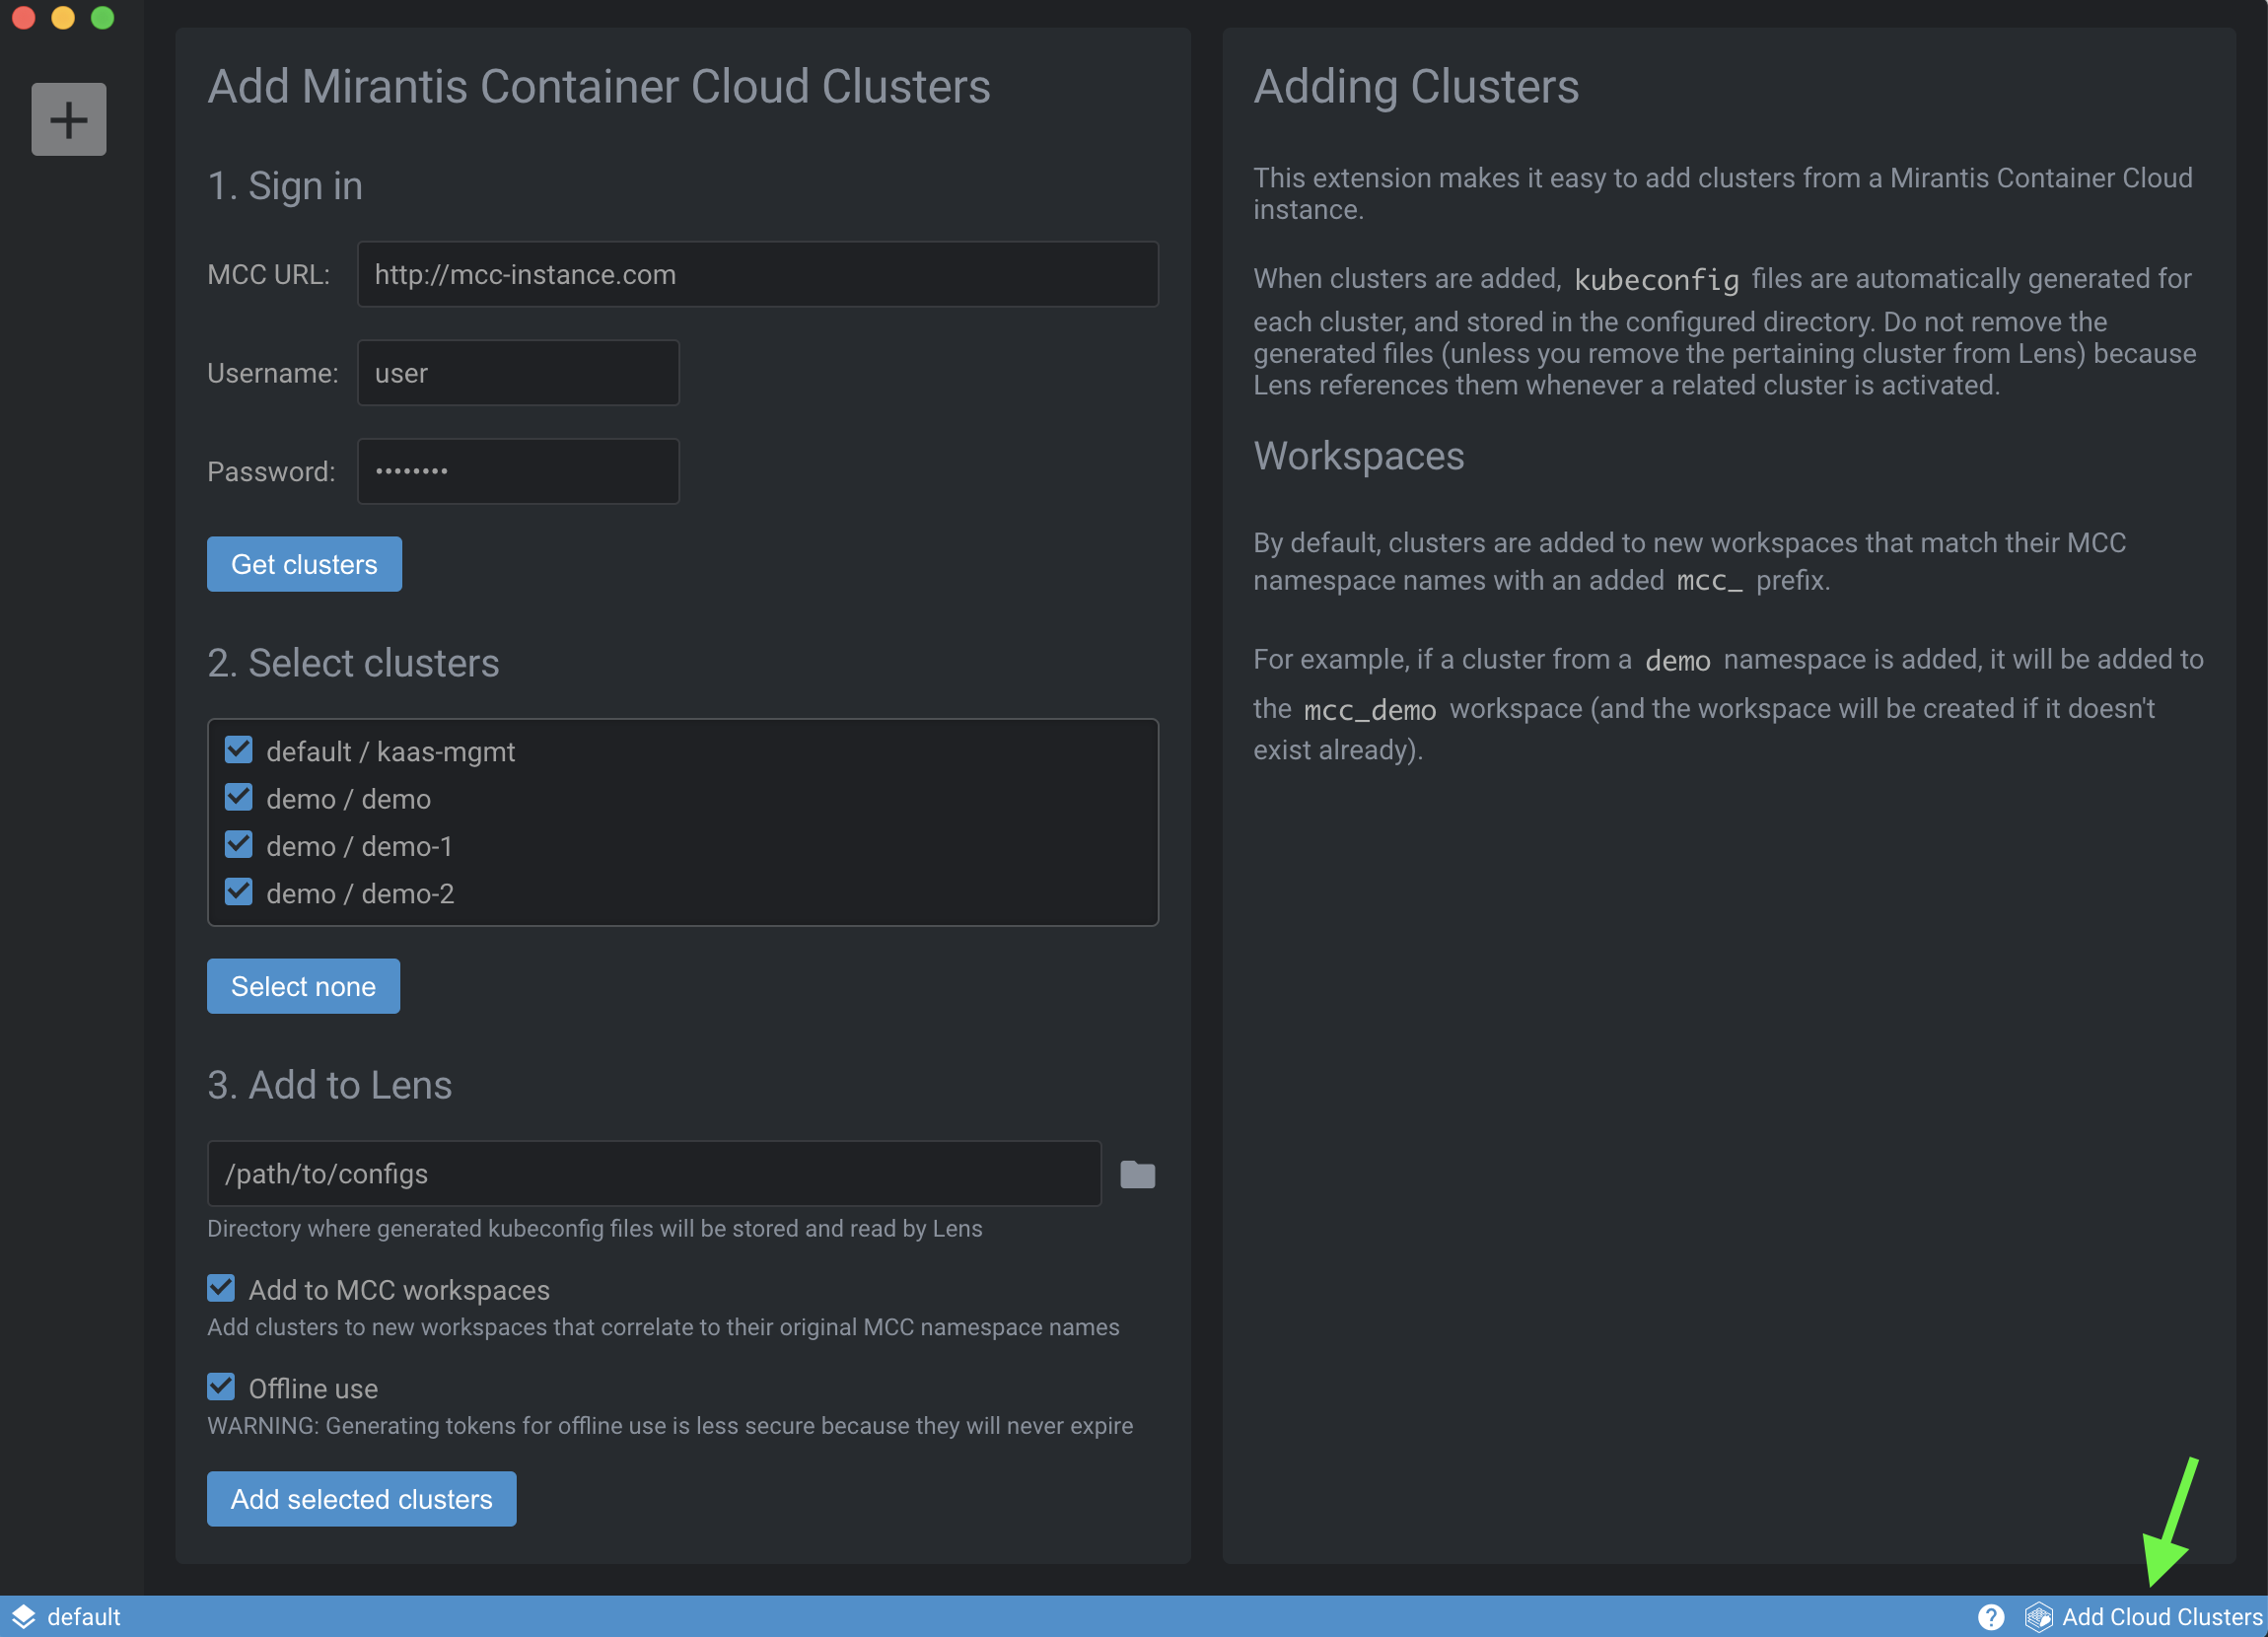 Add Mirantis Container Cloud Clusters
1. Sign in
MCC URL:
http://mcc-instance.com
Username:
user
Password:
••••••••
Get clusters
2. Select clusters
default / kaas-mgmt
demo / demo
demo / demo-1
demo / demo-2
Select none
3. Add to Lens
/path/to/configs
Directory where generated kubeconfig files will be stored and read by Lens
Add to MCC workspaces
Add clusters to new workspaces that correlate to their original MCC namespace names
Offline use
WARNING: Generating tokens for offline use is less secure because they will never expire
Add selected clusters
Adding Clusters
This extension makes it easy to add clusters from a Mirantis Container Cloud
instance.
When clusters are added, kubeconfig files are automatically generated for
each cluster, and stored in the configured directory. Do not remove the
generated files (unless you remove the pertaining cluster from Lens) because
Lens references them whenever a related cluster is activated.
Workspaces
By default, clusters are added to new workspaces that match their MCC
namespace names with an added mcc_ prefix.
For example, if a cluster from a demo namespace is added, it will be added to
the mcc_demo workspace (and the workspace will be created if it doesn't
exist already).
default
? Add Cloud Clusters